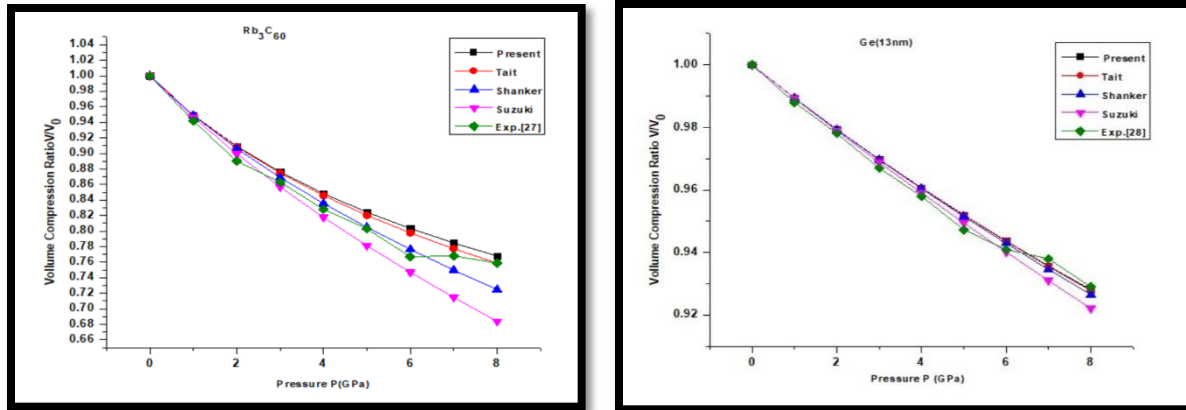 Rb3C60
1.04
1.02
1.00
0.98
0.96
0.94
0.92
0.90
0.88
0.86
0.84
0.82
0.80
0.78
0.76
0.74
0.72
0.70
0.68
0.66
Vollume Compression RatioV/V0
Present
Tait
Shanker
Suzuki
Exp.[27]
0 2 4 6 8
Pressure P(GPa)
Ge(13nm)
1.00
0.98
0.96
0.94
0.92
Vollume Compression Ratio V/V0
Present
Tait
Shanker
Suzuki
Exp.[28]
0 2 4 6 8
Pressure P (GPa)